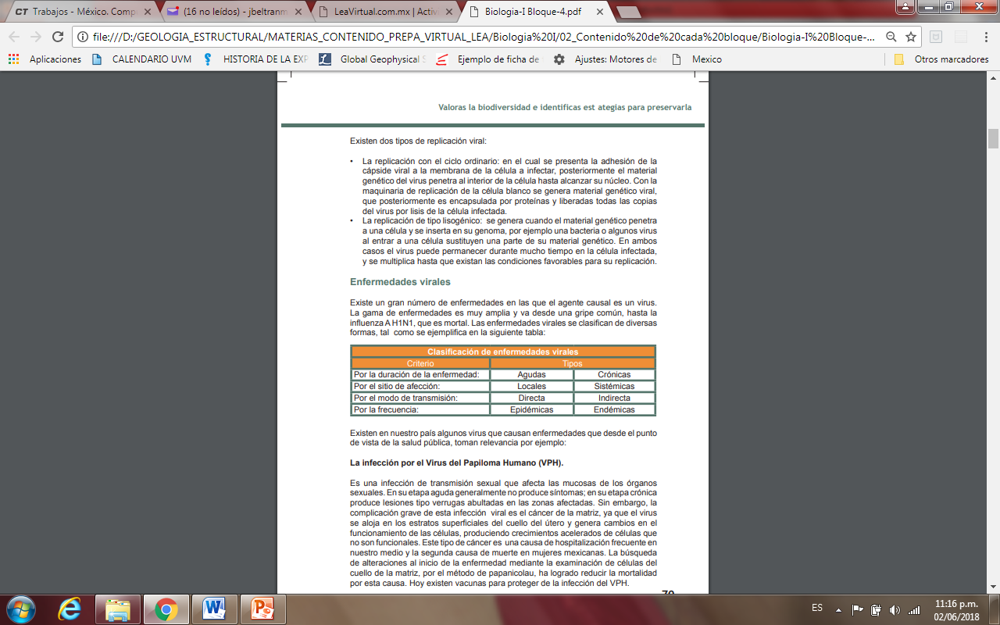 CT Trabajos - México. Comp
(16 no leídos) - jbeltranm
LeaVirtual.com.mx | Activ
Biologia-I Bloque-4.pdf
file:///D:/GEOLOGIA_ESTRUCTURAL/MATERIAS_CONTENIDO_PREPA_VIRTUAL_LEA/Biologia%20I/02_Contenido%20de%20cada%20bloque/Biologia-I%20Bloque-...
Aplicaciones
CALENDARIO UVM
HISTORIA DE LA EXP
Global Geophysical S
Ejemplo de ficha de
Ajustes: Motores de
Mexico
Otros marcadores
Valoras la biodiversidad e identificas est ategias para preservarla
Existen dos tipos de replicación viral:
• La replicación con el ciclo ordinario: en el cual se presenta la adhesión de la
cápside viral a la membrana de la célula a infectar, posteriormente el material
genético del virus penetra al interior de la célula hasta alcanzar su núcleo. Con la
maquinaria de replicación de la célula blanco se genera material genético viral,
que posteriormente es encapsulada por proteínas y liberadas todas las copias
del virus por lisis de la célula infectada.
• La replicación de tipo lisogénico: se genera cuando el material genético penetra
a una célula y se inserta en su genoma, por ejemplo una bacteria o algunos virus
al entrar a una célula sustituyen una parte de su material genético. En ambos
casos el virus puede permanecer durante mucho tiempo en la célula infectada,
y se multiplica hasta que existan las condiciones favorables para su replicación.
Enfermedades virales
Existe un gran número de enfermedades en las que el agente causal es un virus.
La gama de enfermedades es muy amplia y va desde una gripe común, hasta la
influenza A H1N1, que es mortal. Las enfermedades virales se clasifican de diversas
formas, tal como se ejemplifica en la siguiente tabla:
Clasificación de enfermedades virales
Criterio Tipos
Por la duración de la enfermedad: Agudas Crónicas
Por el sitio de afección: Locales Sistémicas
Por el modo de transmisión: Directa Indirecta
Por la frecuencia: Epidémicas Endémicas
Existen en nuestro país algunos virus que causan enfermedades que desde el punto
de vista de la salud pública, toman relevancia por ejemplo:
La infección por el Virus del Papiloma Humano (VPH).
Es una infección de transmisión sexual que afecta las mucosas de los órganos
sexuales. En su etapa aguda generalmente no produce síntomas; en su etapa crónica
produce lesiones tipo verrugas abultadas en las zonas afectadas. Sin embargo, la
complicación grave de esta infección viral es el cáncer de la matriz, ya que el virus
se aloja en los estratos superficiales del cuello del útero y genera cambios en el
funcionamiento de las células, produciendo crecimientos acelerados de células que
no son funcionales. Este tipo de cáncer es una causa de hospitalización frecuente en
nuestro medio y la segunda causa de muerte en mujeres mexicanas. La búsqueda
de alteraciones al inicio de la enfermedad mediante la examinación de células del
cuello de la matriz, por el método de papanicolau, ha logrado reducir la mortalidad
por esta causa. Hoy existen vacunas para proteger de la infección del VPH.
ES
11:16 p.m.
02/06/2018